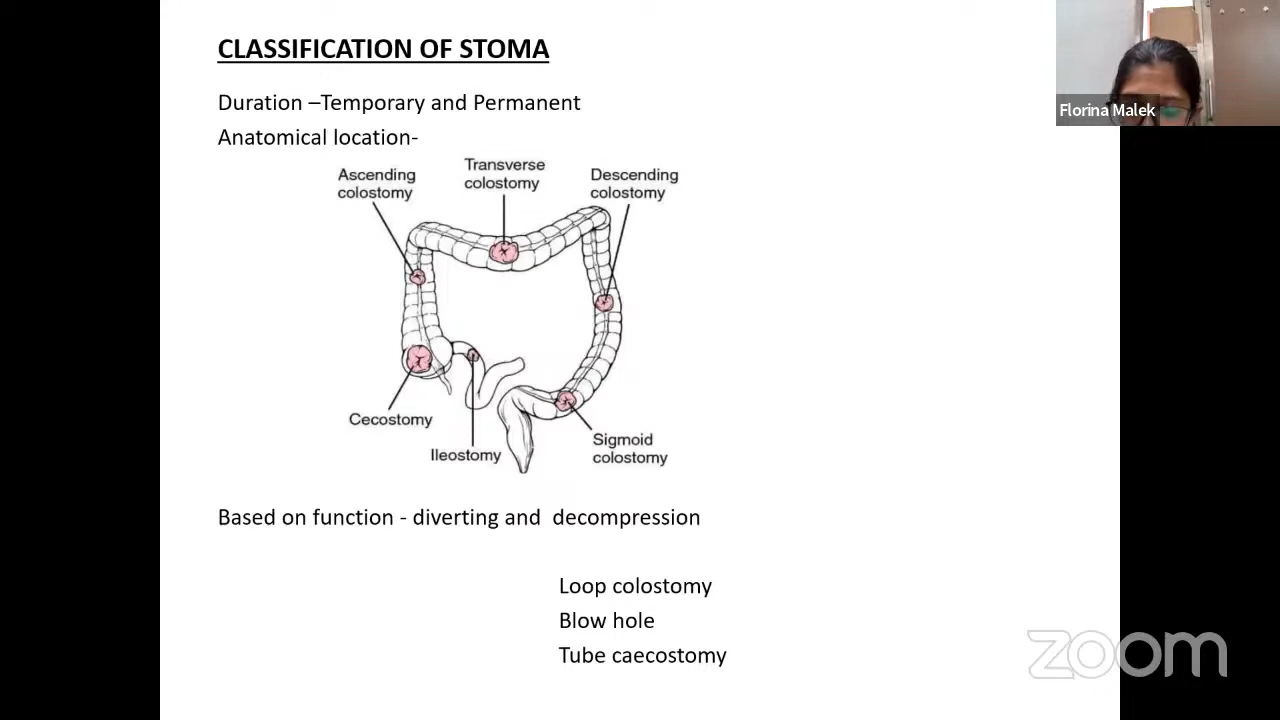 CLASSIFICATION OF STOMA
Florina Malek
Duration –Temporary and Permanent
Anatomical location-
Ascending
colostomy
Transverse
colostomy
Descending
colostomy
Cecostomy
Ileostomy
Sigmoid
colostomy
Based on function - diverting and  decompression
Loop colostomy
Blow hole
Tube caecostomy
zoom